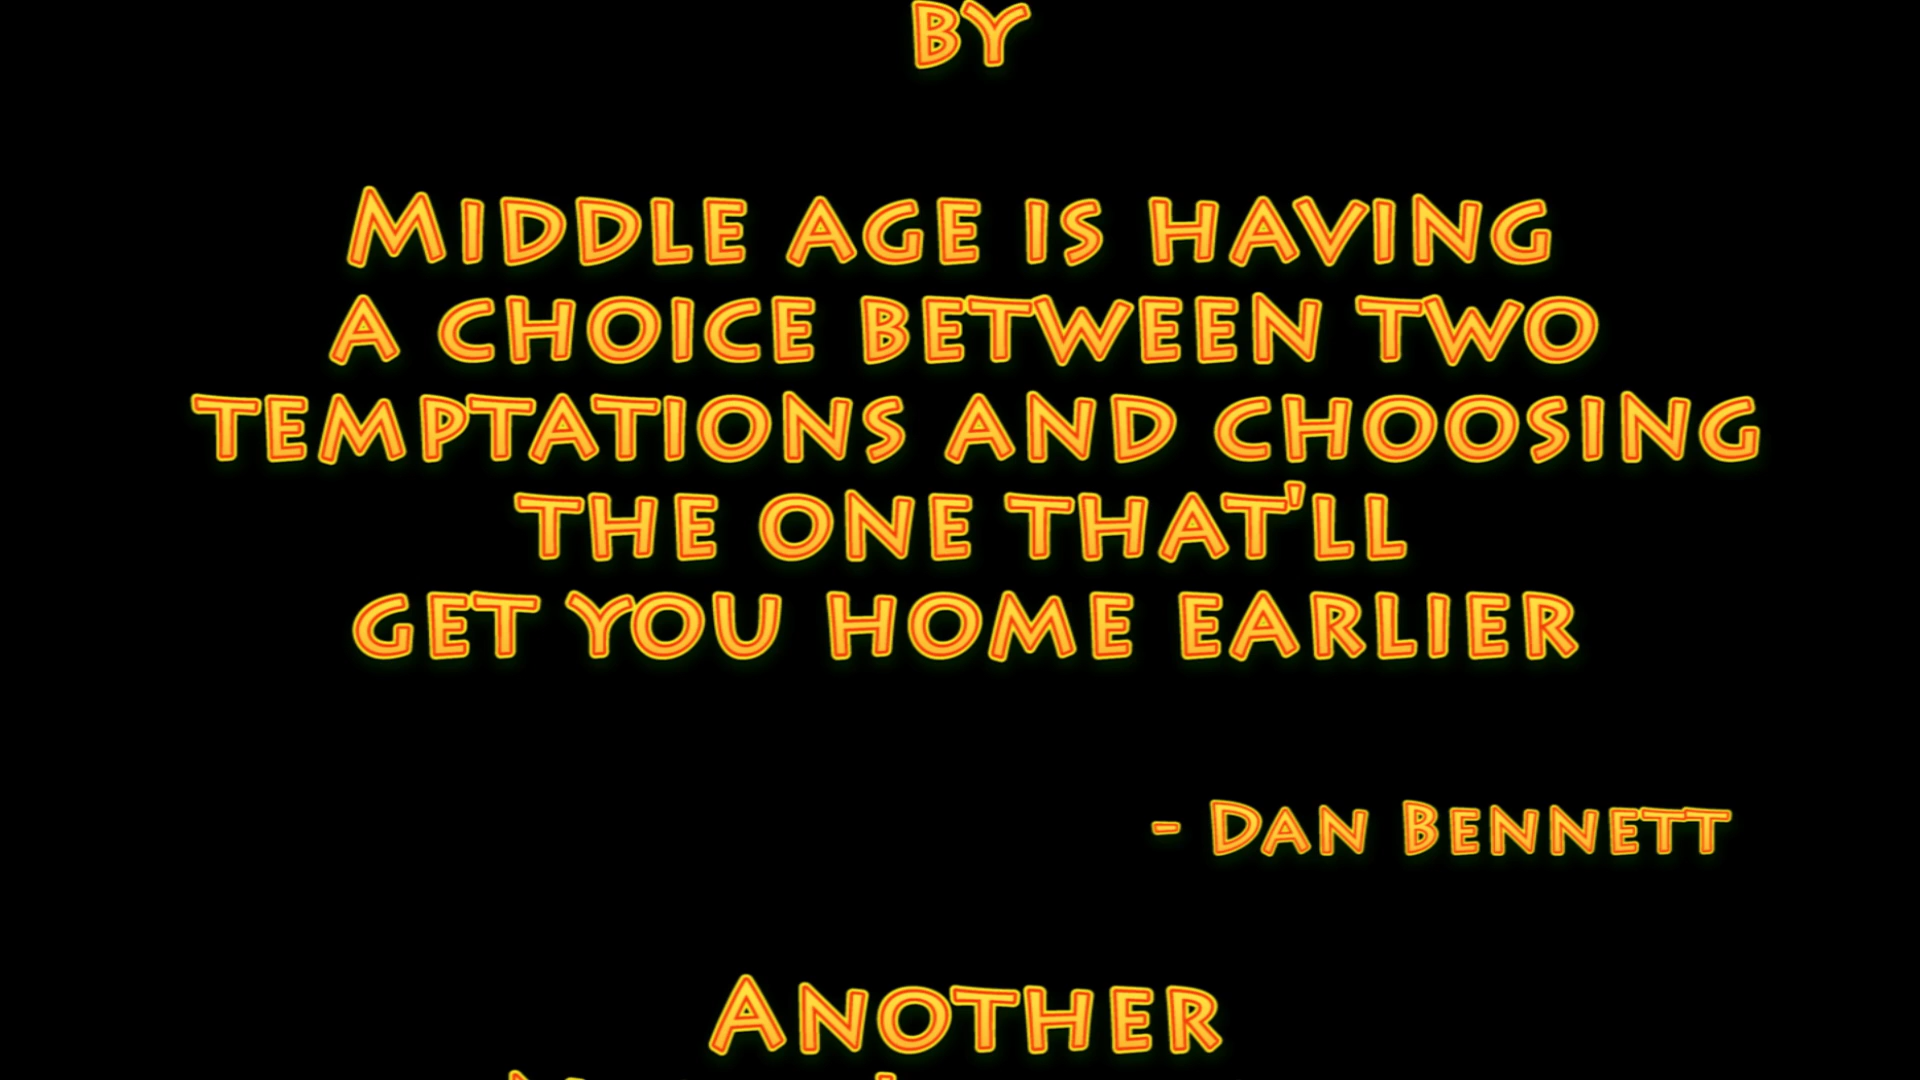 BY
MIDDLE AGE IS HAVING
A CHOICE BETWEEN TWO
TEMPTATIONS AND CHOOSING
THE ONE THAT'LL
GET YOU HOME EARLIER
- DAN BENNETT
ANOTHER